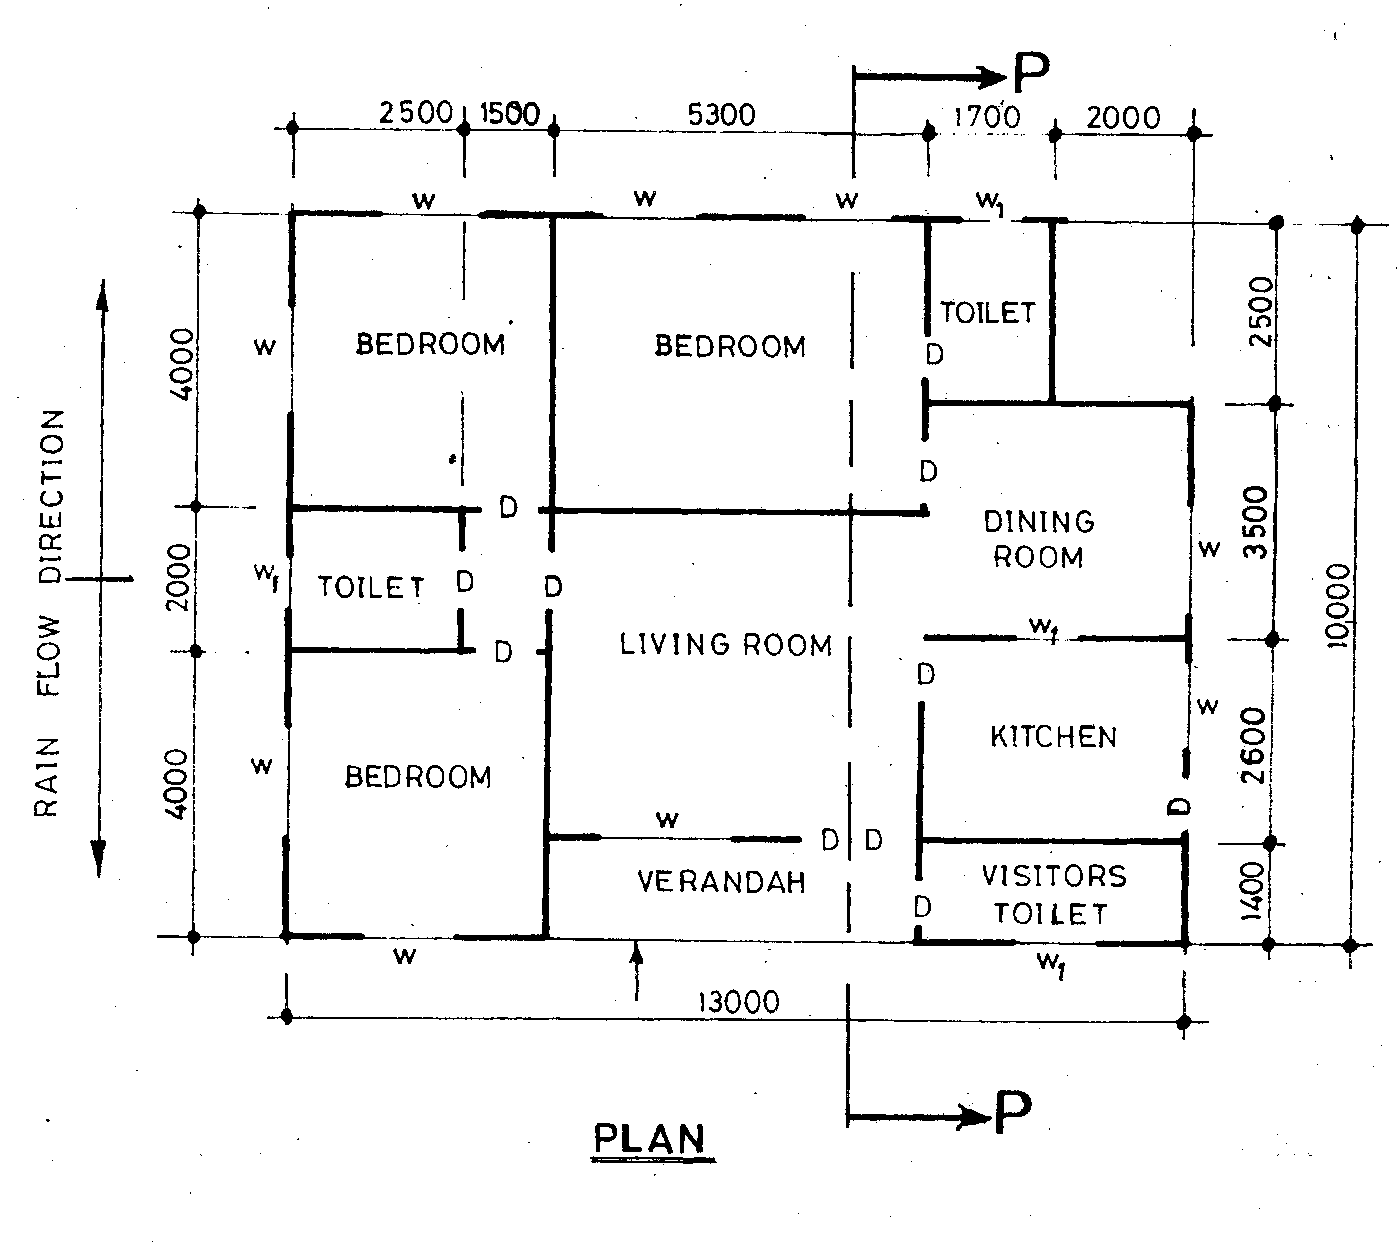 P
2500 1500 5300 1700 2000
W W W W1
TOILET
2500
BEDROOM BEDROOM
W
4000
D
D
D
DINING
ROOM
3500
W
RAIN FLOW DIRECTION
2000
W1
TOILET D D
10000
W1
LIVING ROOM
D
D
W
KITCHEN
2600
W
4000
BEDROOM
D
W
D D
VERANDAH
VISITORS
TOILET
1400
D
W
W1
13000
P
PLAN